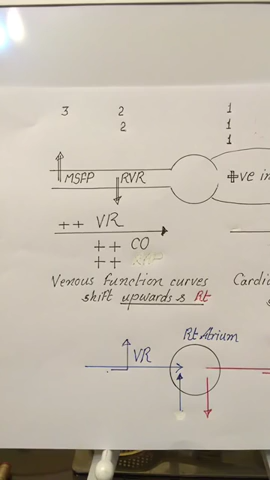 3 2 1
2 1
1
MSFP RVR +ve in
++ VR
++ CO
++
Venous function curves Cardi
shift upwards & Rt
Rt Atrium
VR